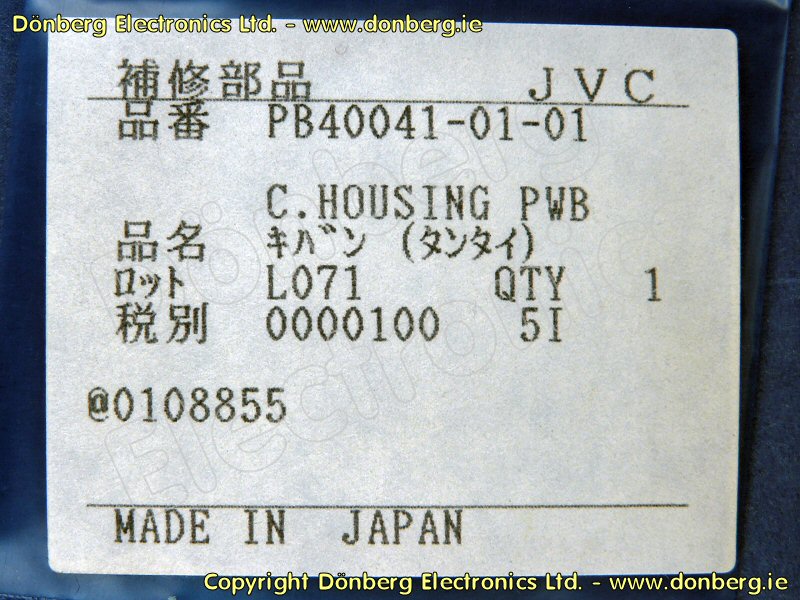 Dönberg Electronics Ltd. - www.donberg.ie
補修部品 JVC
品番 PB40041-01-01
C.HOUSING PWB
品名 ｷﾊﾞﾝ (ﾀﾝﾀｲ)
ﾛｯﾄ L071 QTY 1
税別 0000100 5I
@0108855
MADE IN JAPAN
Dönberg
Electronics
Copyright Dönberg Electronics Ltd. - www.donberg.ie